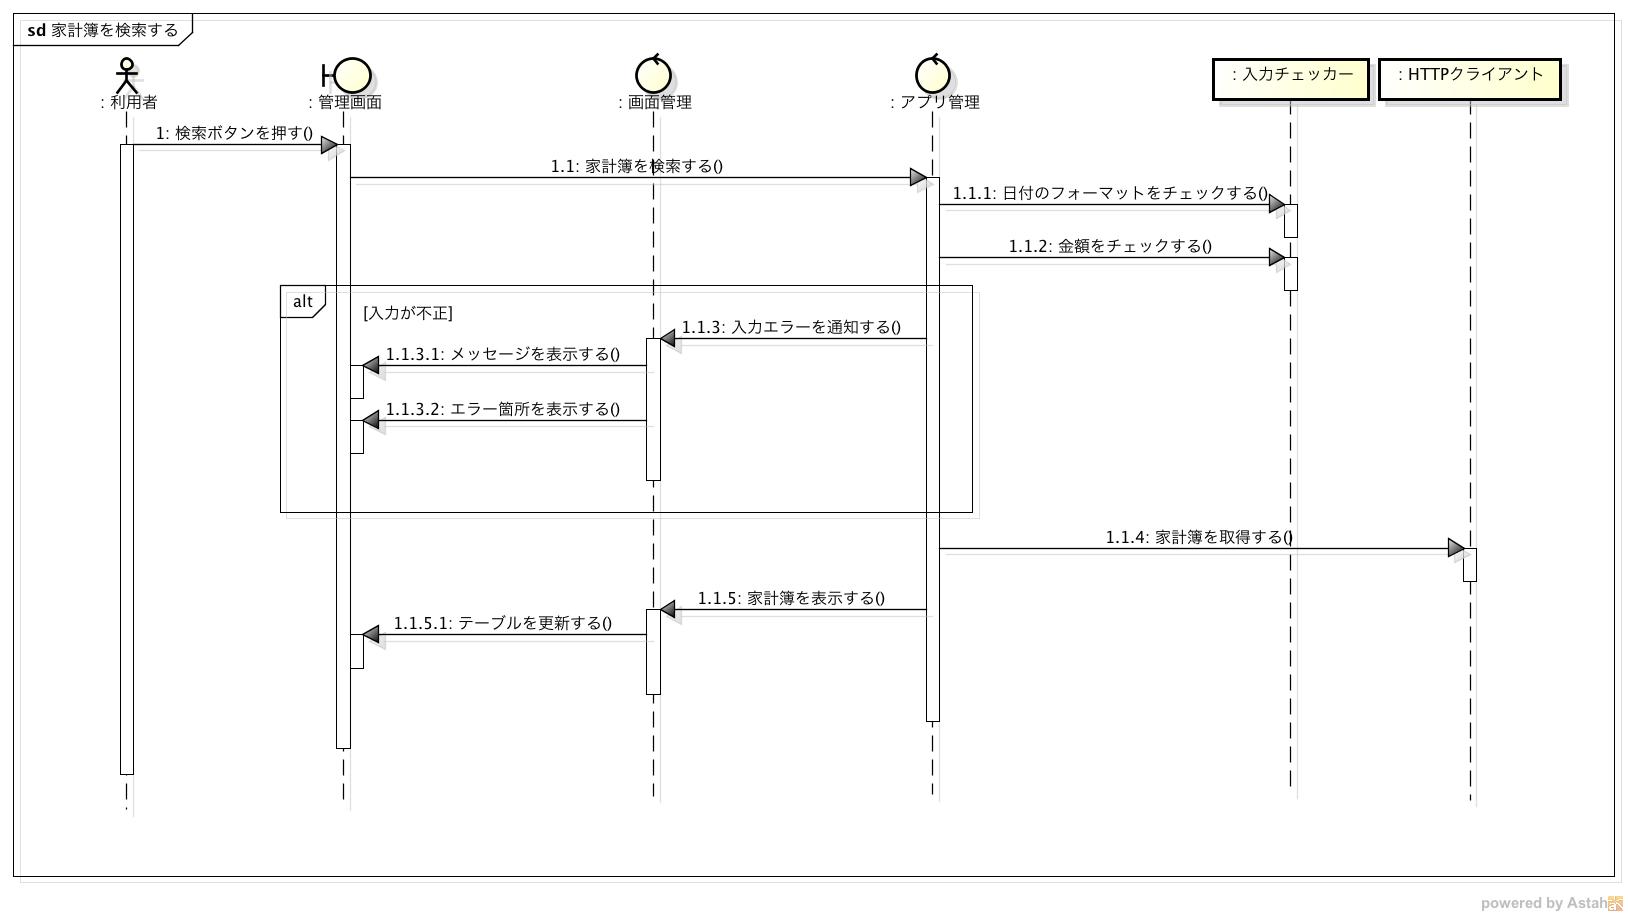 sd 家計簿を検索する
: 利用者
: 管理画面
: 画面管理
: アプリ管理
: 入力チェッカー
: HTTPクライアント
1: 検索ボタンを押す()
1.1: 家計簿を検索する()
1.1.1: 日付のフォーマットをチェックする()
1.1.2: 金額をチェックする()
alt
[入力が不正]
1.1.3: 入力エラーを通知する()
1.1.3.1: メッセージを表示する()
1.1.3.2: エラー箇所を表示する()
1.1.4: 家計簿を取得する()
1.1.5: 家計簿を表示する()
1.1.5.1: テーブルを更新する()
powered by Astah